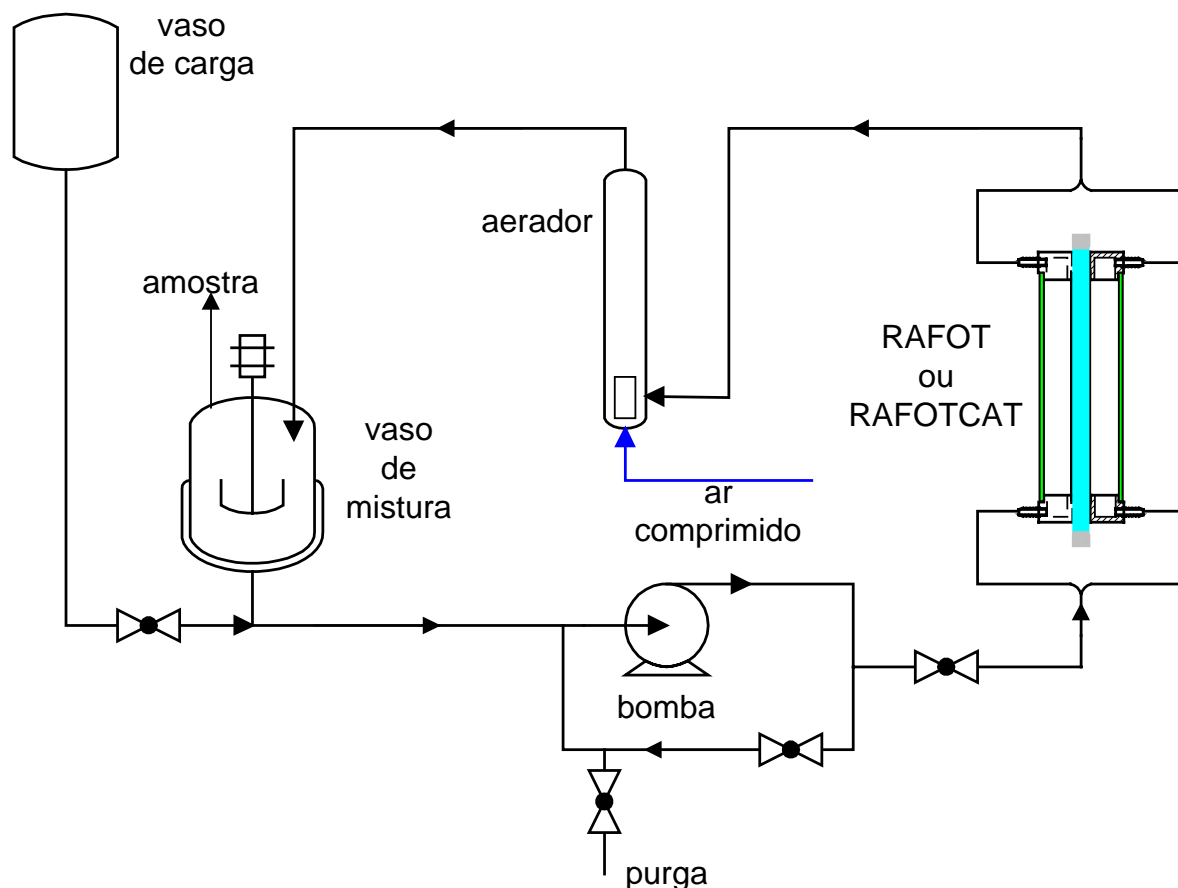 vaso
de carga
aerador
amostra
RAFOT
ou
RAFOTCAT
vaso
de
mistura
ar
comprimido
bomba
purga